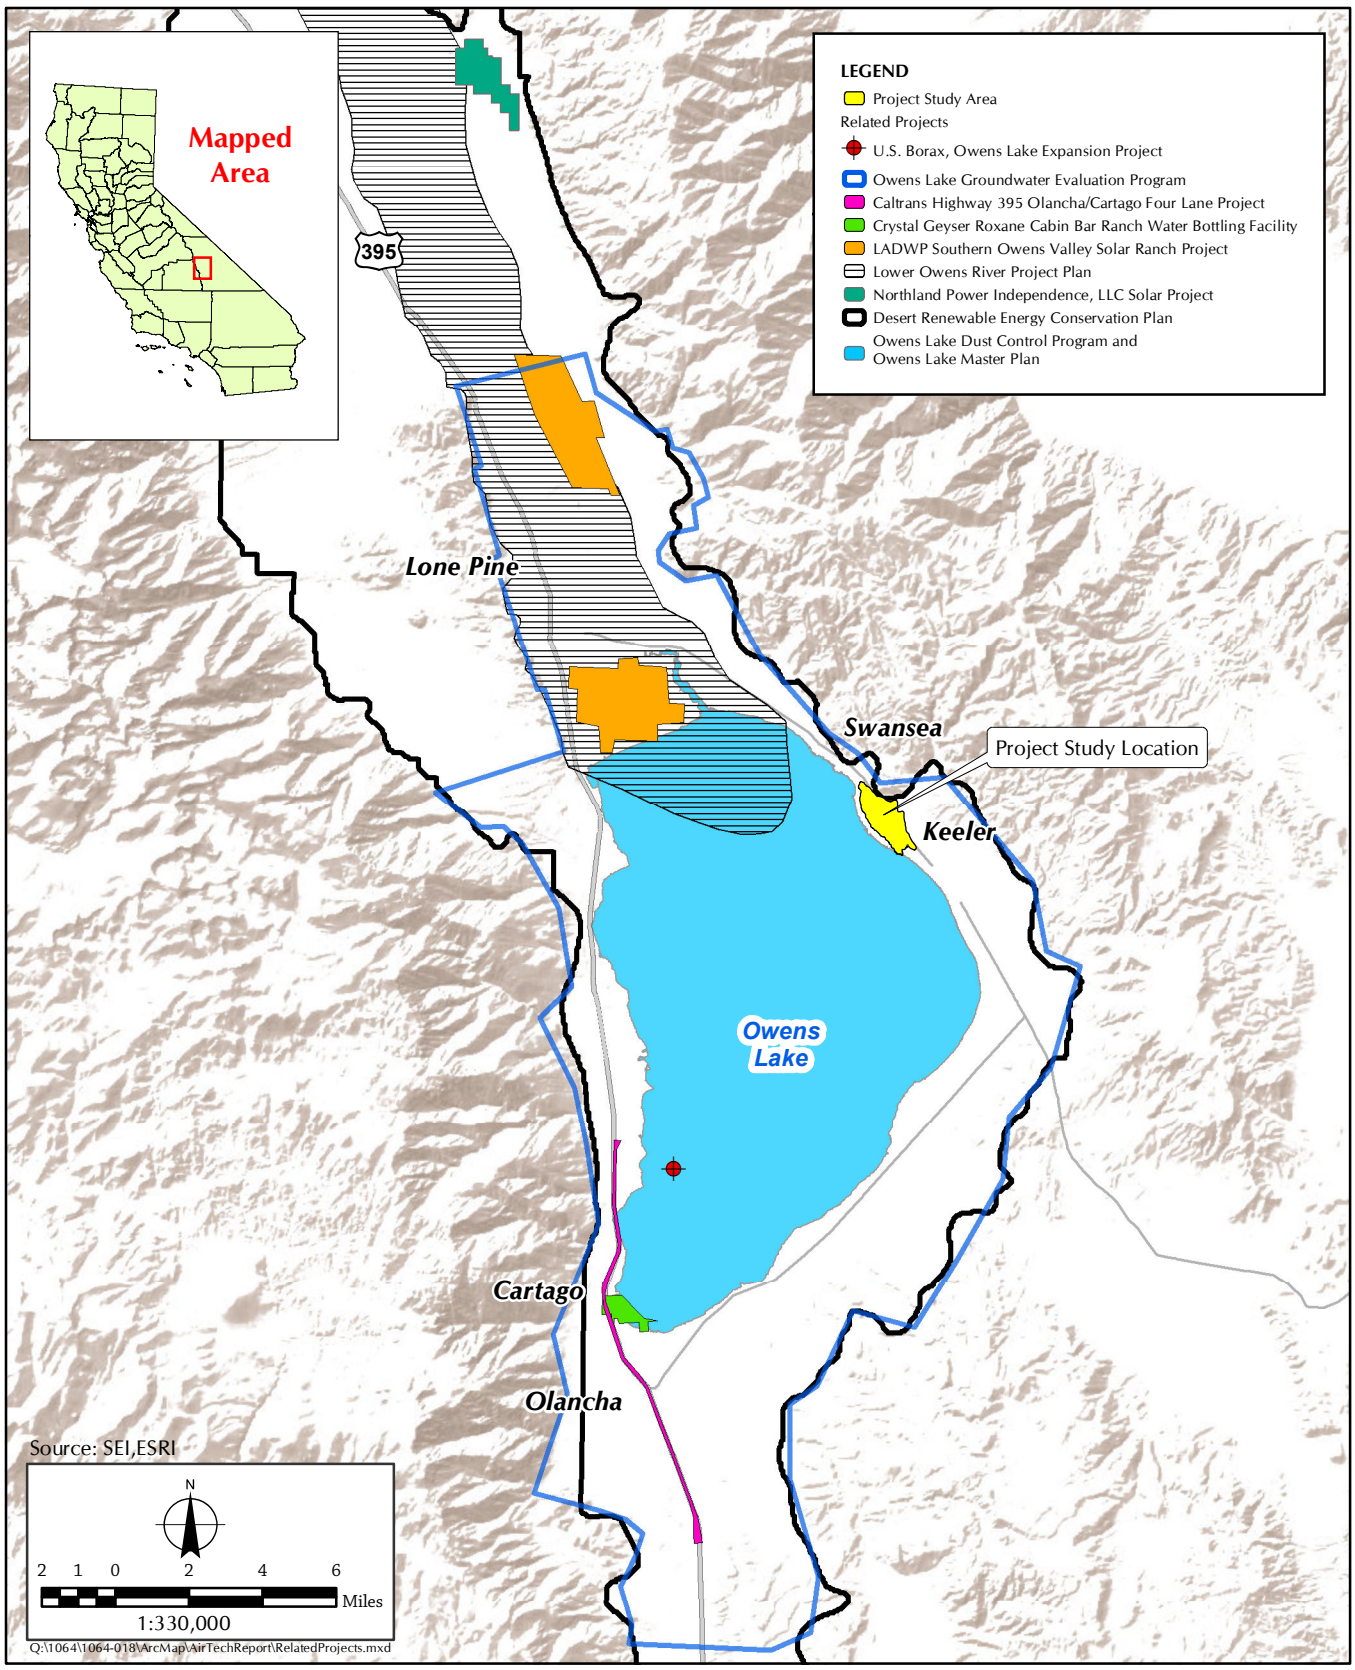 Mapped
Area
LEGEND
Project Study Area
Related Projects
U.S. Borax, Owens Lake Expansion Project
Owens Lake Groundwater Evaluation Program
Caltrans Highway 395 Olancha/Cartago Four Lane Project
Crystal Geyser Roxane Cabin Bar Ranch Water Bottling Facility
LADWP Southern Owens Valley Solar Ranch Project
Lower Owens River Project Plan
Northland Power Independence, LLC Solar Project
Desert Renewable Energy Conservation Plan
Owens Lake Dust Control Program and
Owens Lake Master Plan
395
Lone Pine
Swansea
Project Study Location
Keeler
Owens
Lake
Cartago
Olancha
Source: SEI,ESRI
N
2 1 0 2 4 6
Miles
1:330,000
Q:\1064\1064-018\ArcMap\AirTechReport\RelatedProjects.mxd